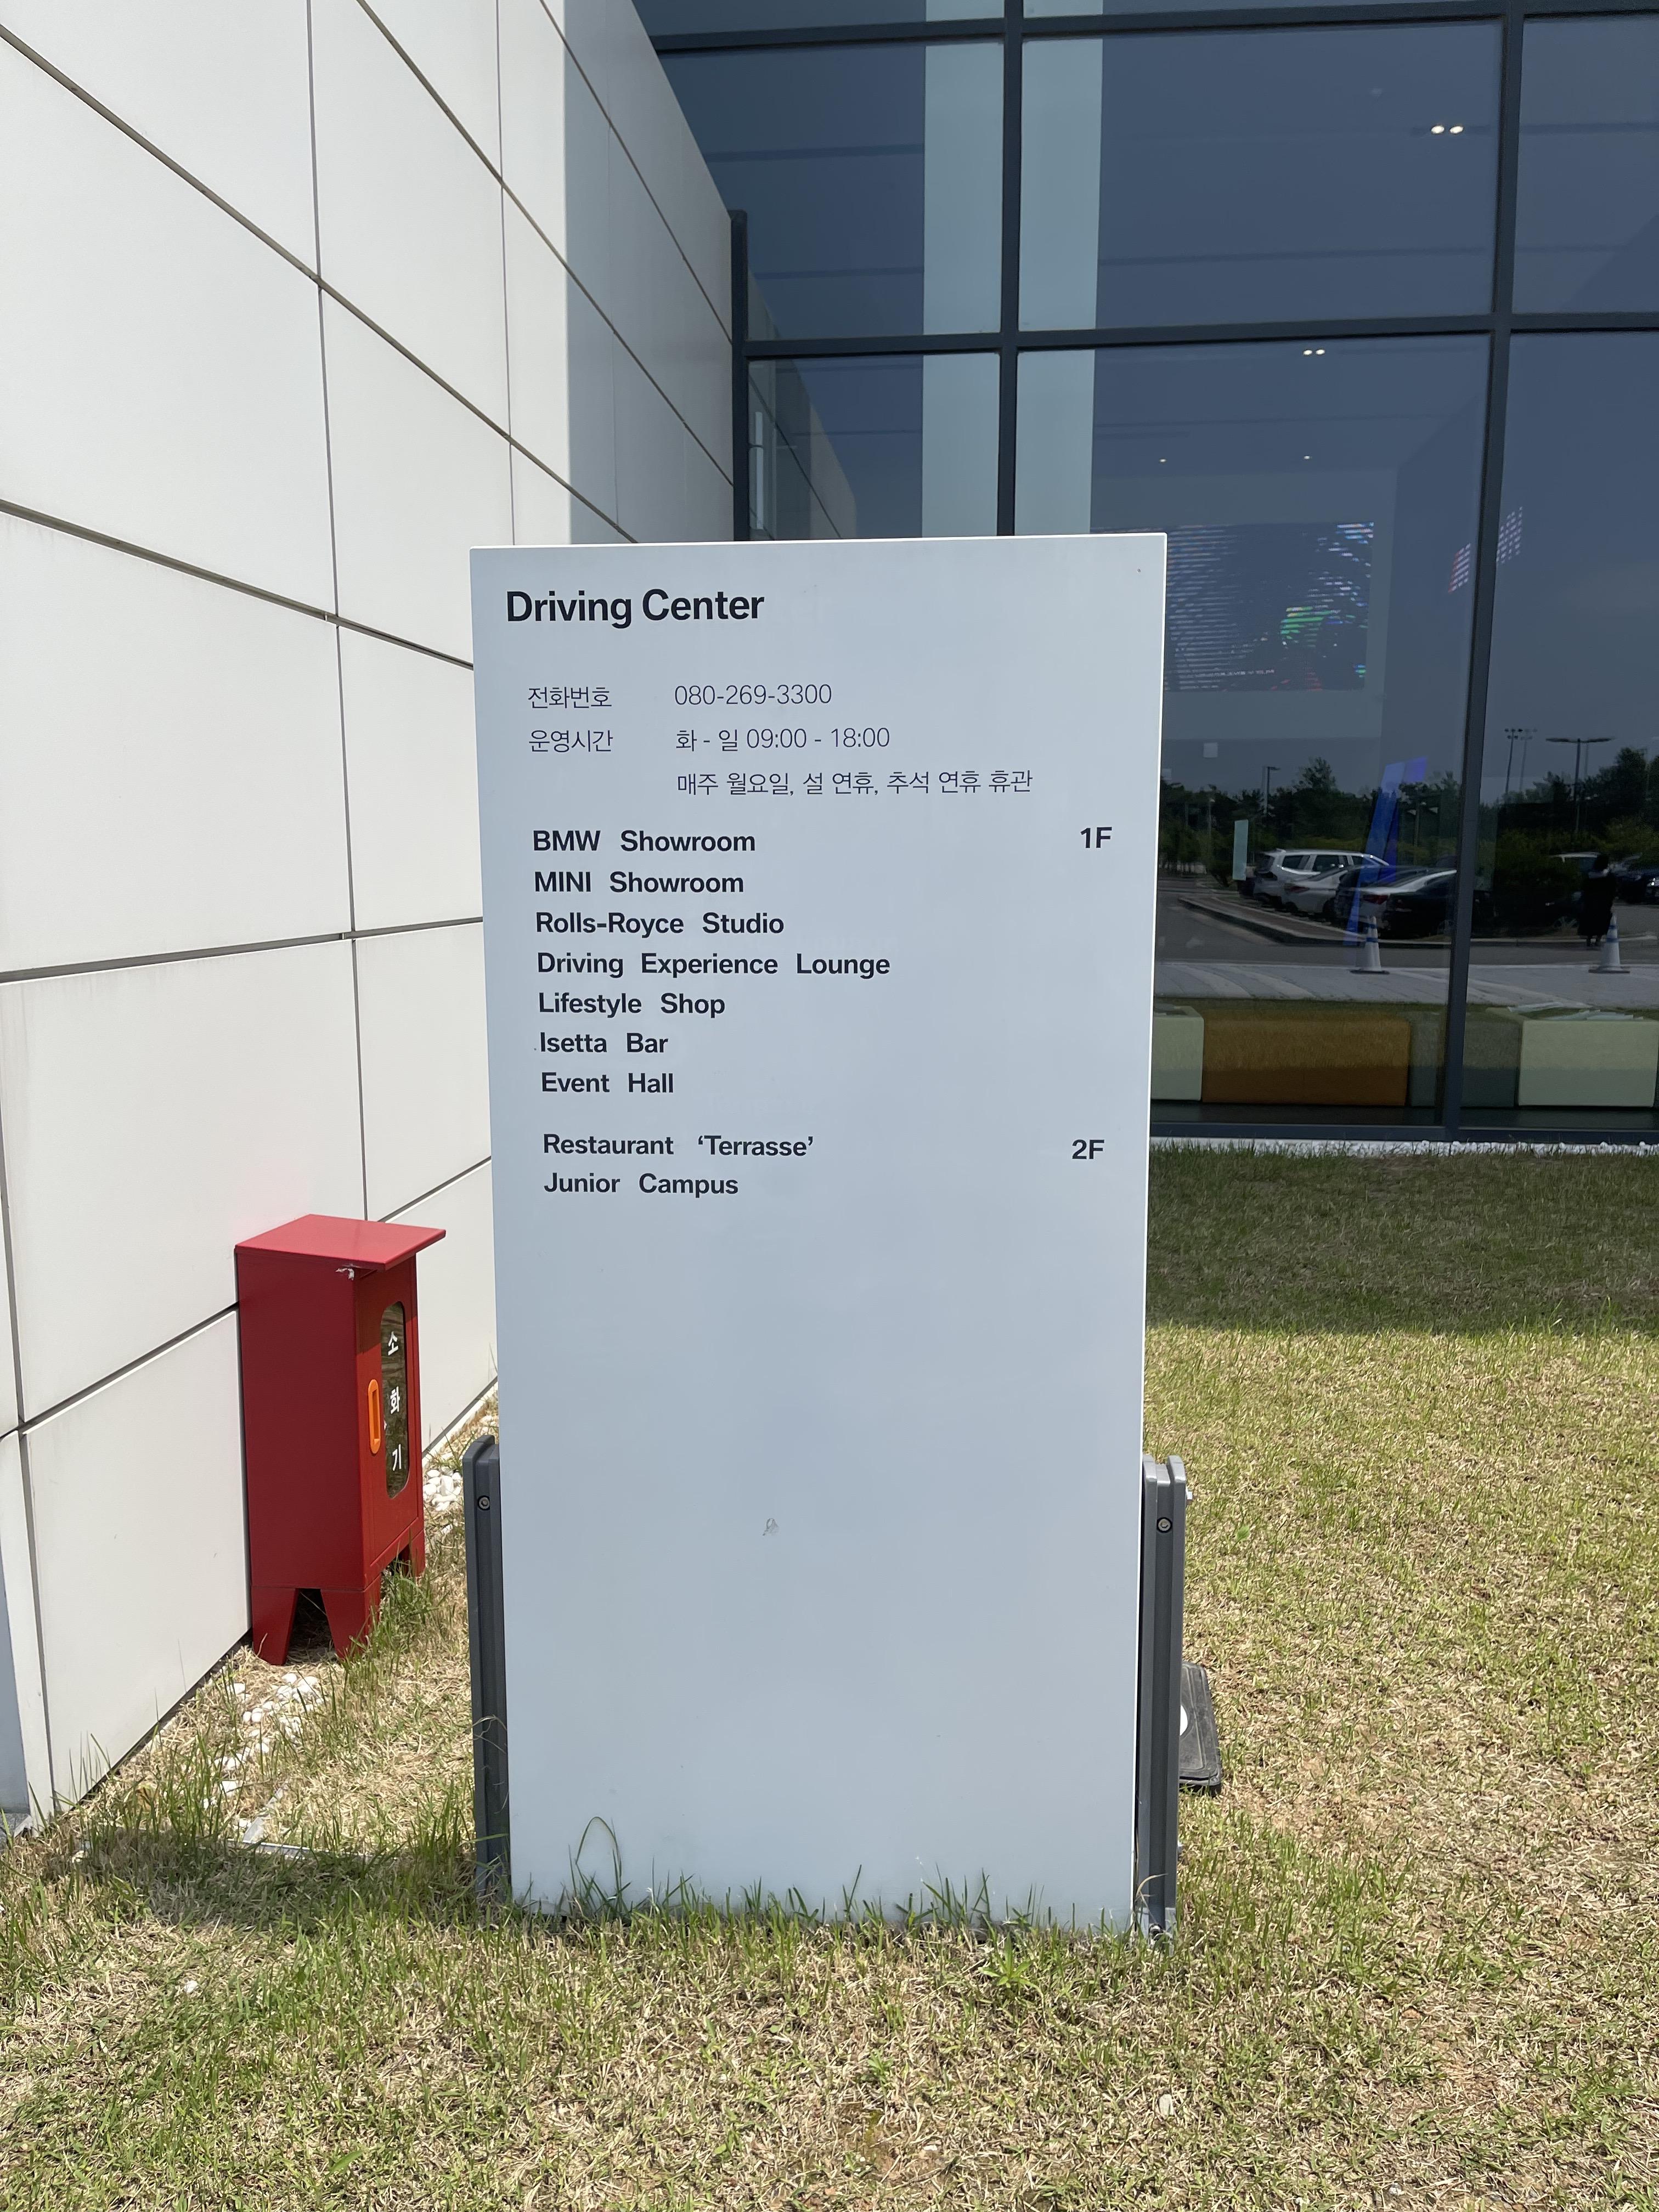 Driving Center
전화번호 080-269-3300
운영시간 화 - 일 09:00 - 18:00
매주 월요일, 설 연휴, 추석 연휴 휴관
BMW Showroom 1F
MINI Showroom
Rolls-Royce Studio
Driving Experience Lounge
Lifestyle Shop
Isetta Bar
Event Hall
Restaurant ‘Terrasse’ 2F
Junior Campus
소
화
기